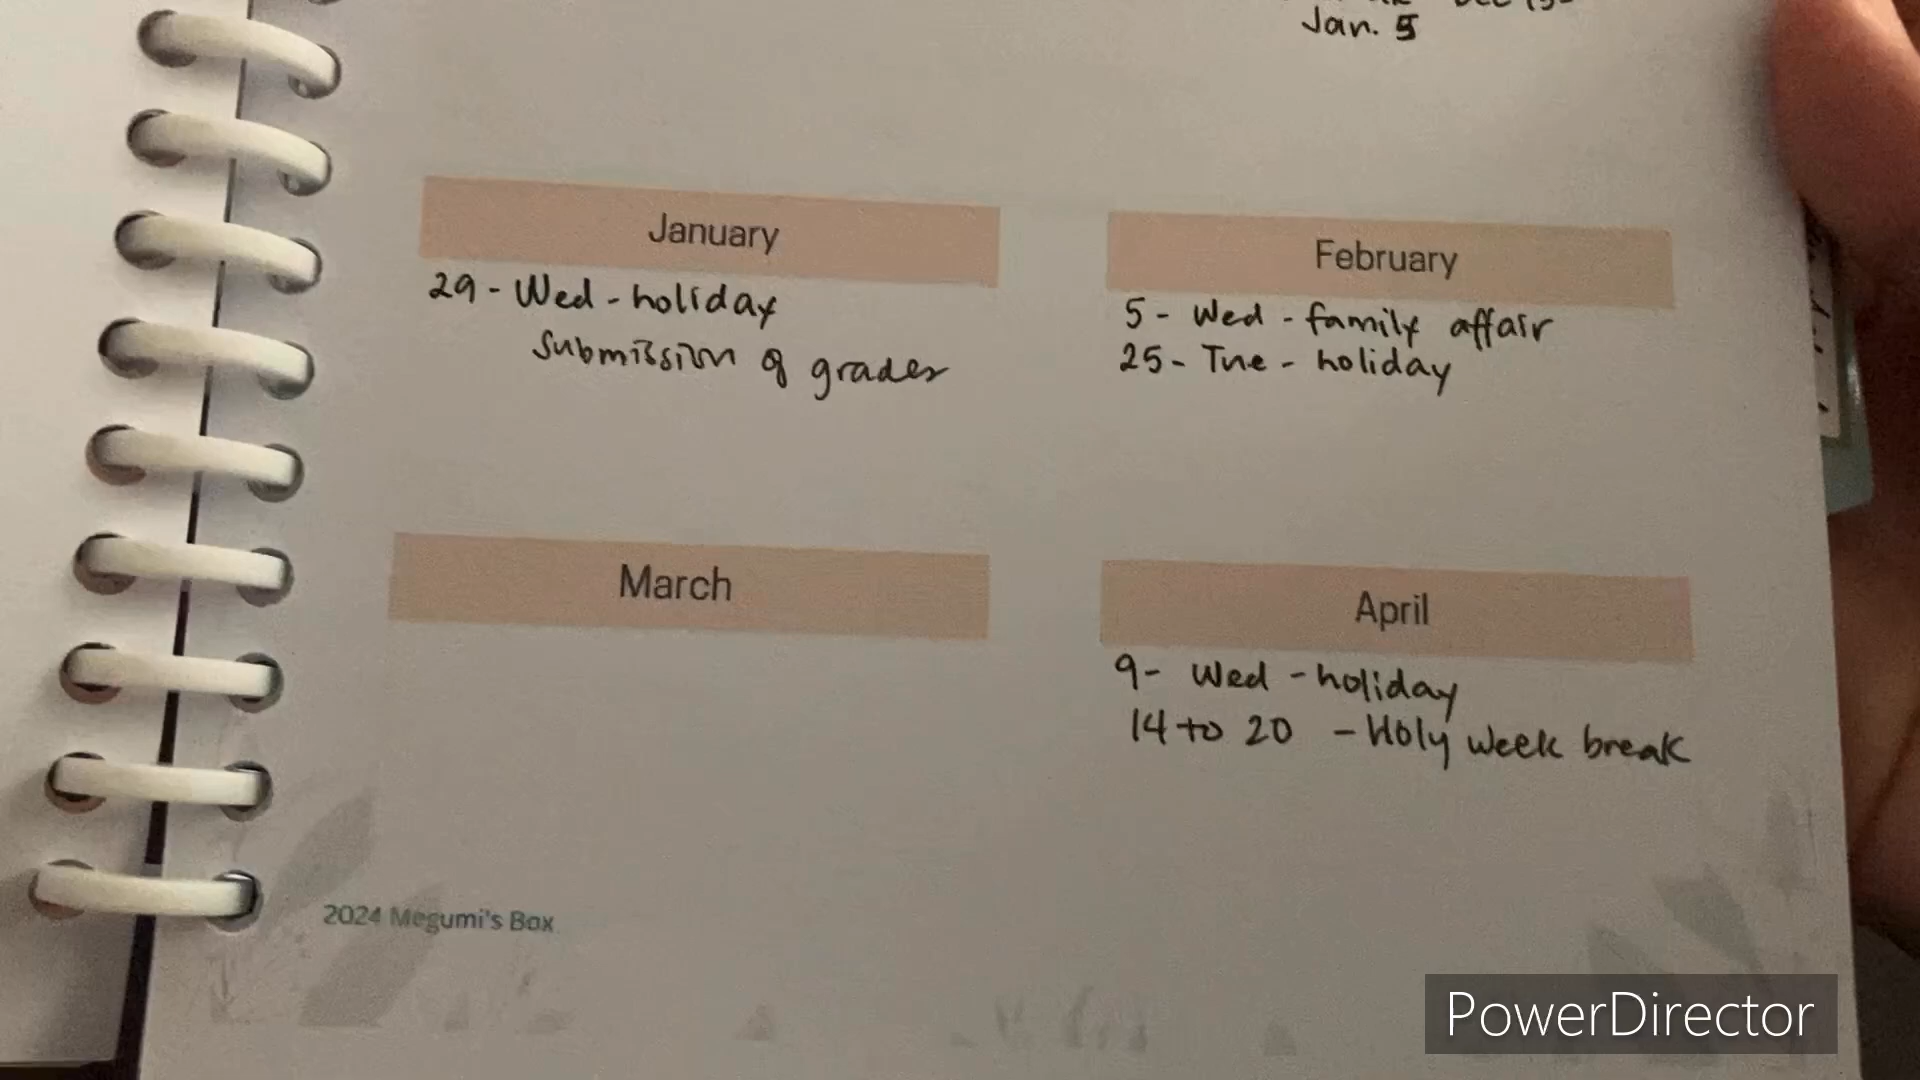 Jan. 5
January
29 - Wed - holiday
submission of grades
February
5 - Wed - family affair
25 - Tue - holiday
March
April
9 - Wed - holiday
14 to 20 - Holy week break
2024 Megumi's Box
PowerDirector